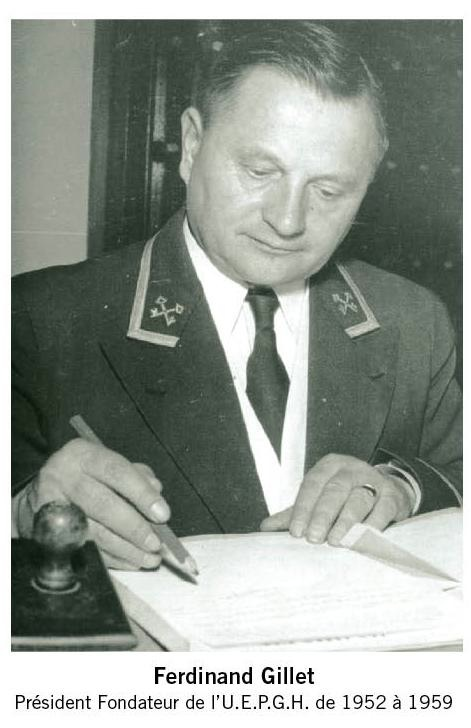 Ferdinand Gillet
Président Fondateur de l'U.E.P.G.H. de 1952 à 1959